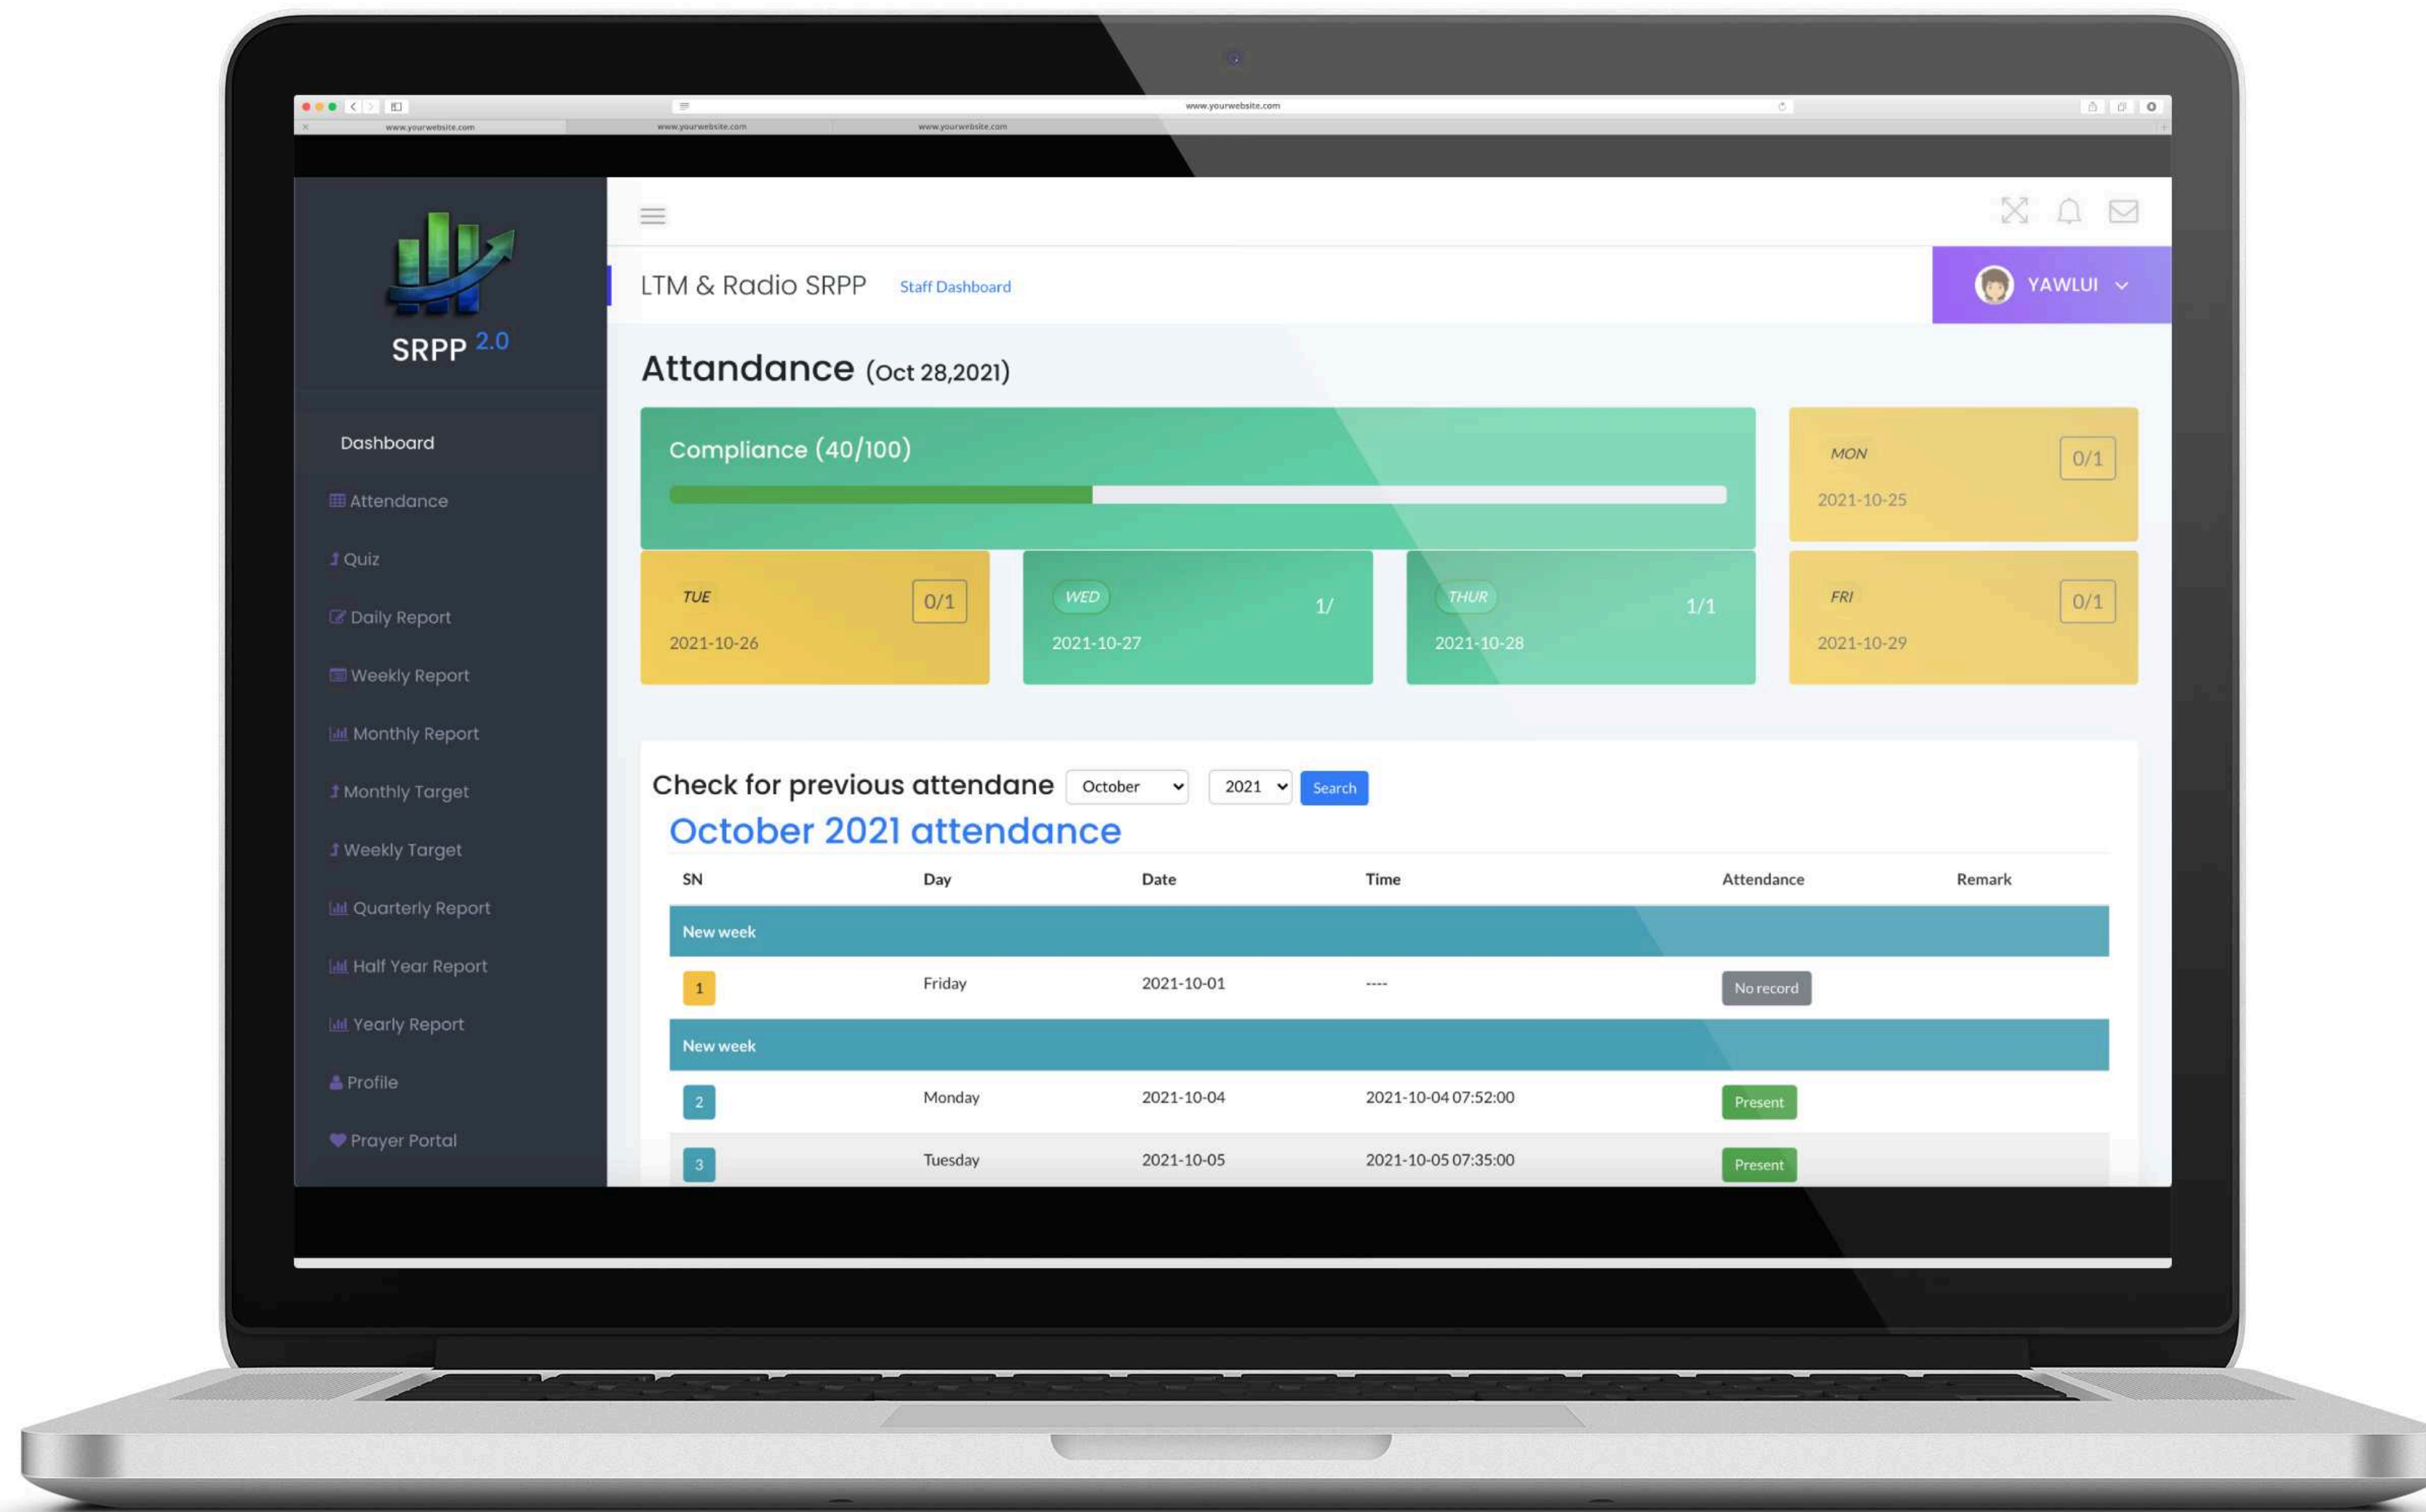 www.yourwebsite.com
www.yourwebsite.com www.yourwebsite.com www.yourwebsite.com
SRPP 2.0
Dashboard
Attendance
Quiz
Daily Report
Weekly Report
Monthly Report
Monthly Target
Weekly Target
Quarterly Report
Half Year Report
Yearly Report
Profile
Prayer Portal
LTM & Radio SRPP Staff Dashboard
YAWLUI
Attandance (Oct 28,2021)
Compliance (40/100)
MON 0/1
2021-10-25
TUE 0/1
2021-10-26
WED 1/
2021-10-27
THUR 1/1
2021-10-28
FRI 0/1
2021-10-29
Check for previous attendane October 2021 Search
October 2021 attendance
SN Day Date Time Attendance Remark
New week
1 Friday 2021-10-01 ---- No record
New week
2 Monday 2021-10-04 2021-10-04 07:52:00 Present
3 Tuesday 2021-10-05 2021-10-05 07:35:00 Present